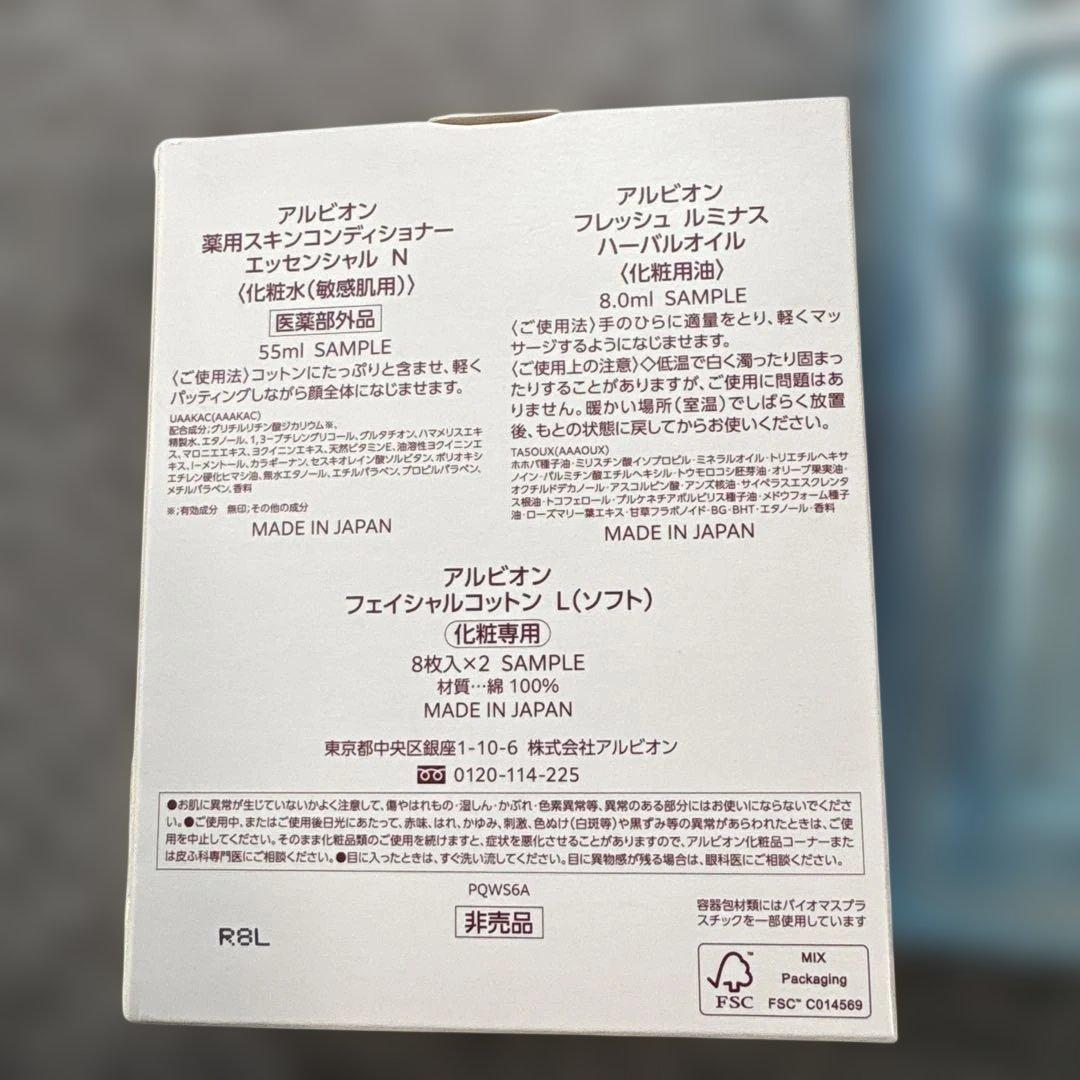 アルビオン
薬用スキンコンディショナー
エッセンシャル N
〈化粧水(敏感肌用)〉
医薬部外品
55ml SAMPLE
〈ご使用法〉コットンにたっぷりと含ませ、軽く
パッティングしながら顔全体になじませます。
UAAKAC(AAAKAC)
配合成分;グリチルリチン酸ジカリウム※、
精製水、エタノール、1,3-ブチレングリコール、グルタチオン、ハマメリスエキ
ス、マロニエエキス、ヨクイニンエキス、天然ビタミンE、油溶性ヨクイニンエ
キス、l-メントール、カラギーナン、セスキオレイン酸ソルビタン、ポリオキシ
エチレン硬化ヒマシ油、無水エタノール、エチルパラベン、プロピルパラベン、
メチルパラベン、香料
※;有効成分 無印;その他の成分
MADE IN JAPAN
アルビオン
フレッシュ ルミナス
ハーバルオイル
〈化粧用油〉
8.0ml SAMPLE
〈ご使用法〉手のひらに適量をとり、軽くマッ
サージするようになじませます。
〈ご使用上の注意〉◇低温で白く濁ったり固まっ
たりすることがありますが、ご使用に問題はあ
りません。暖かい場所(室温)でしばらく放置
後、もとの状態に戻してからお使いください。
TA5OUX(AAAOUX)
ホホバ種子油・ミリスチン酸イソプロピル・ミネラルオイル・トリエチルヘキサ
ノイン・パルミチン酸エチルヘキシル・トウモロコシ胚芽油・オリーブ果実油・
オクチルドデカノール・アスコルビン酸・アンズ核油・サイペラスエスクレンタ
ス根油・トコフェロール・プルケネチアボルビリス種子油・メドウフォーム種子
油・ローズマリー葉エキス・甘草フラボノイド・BG・BHT・エタノール・香料
MADE IN JAPAN
アルビオン
フェイシャルコットン L(ソフト)
化粧専用
8枚入×2 SAMPLE
材質…綿 100%
MADE IN JAPAN
東京都中央区銀座1-10-6 株式会社アルビオン
0120-114-225
●お肌に異常が生じていないかよく注意して、傷やはれもの・湿しん・かぶれ・色素異常等、異常のある部分にはお使いにならないでくださ
い。●ご使用中、またはご使用後日光にあたって、赤味、はれ、かゆみ、刺激、色ぬけ(白斑等)や黒ずみ等の異常があらわれたときは、ご使
用を中止してください。そのまま化粧品類のご使用を続けますと、症状を悪化させることがありますので、アルビオン化粧品コーナーまた
は皮ふ科専門医にご相談ください。●目に入ったときは、すぐ洗い流してください。目に異物感が残る場合は、眼科医にご相談ください。
PQWS6A
非売品
R8L
容器包材類にはバイオマスプラ
スチックを一部使用しています
FSC
MIX
Packaging
FSC™ C014569